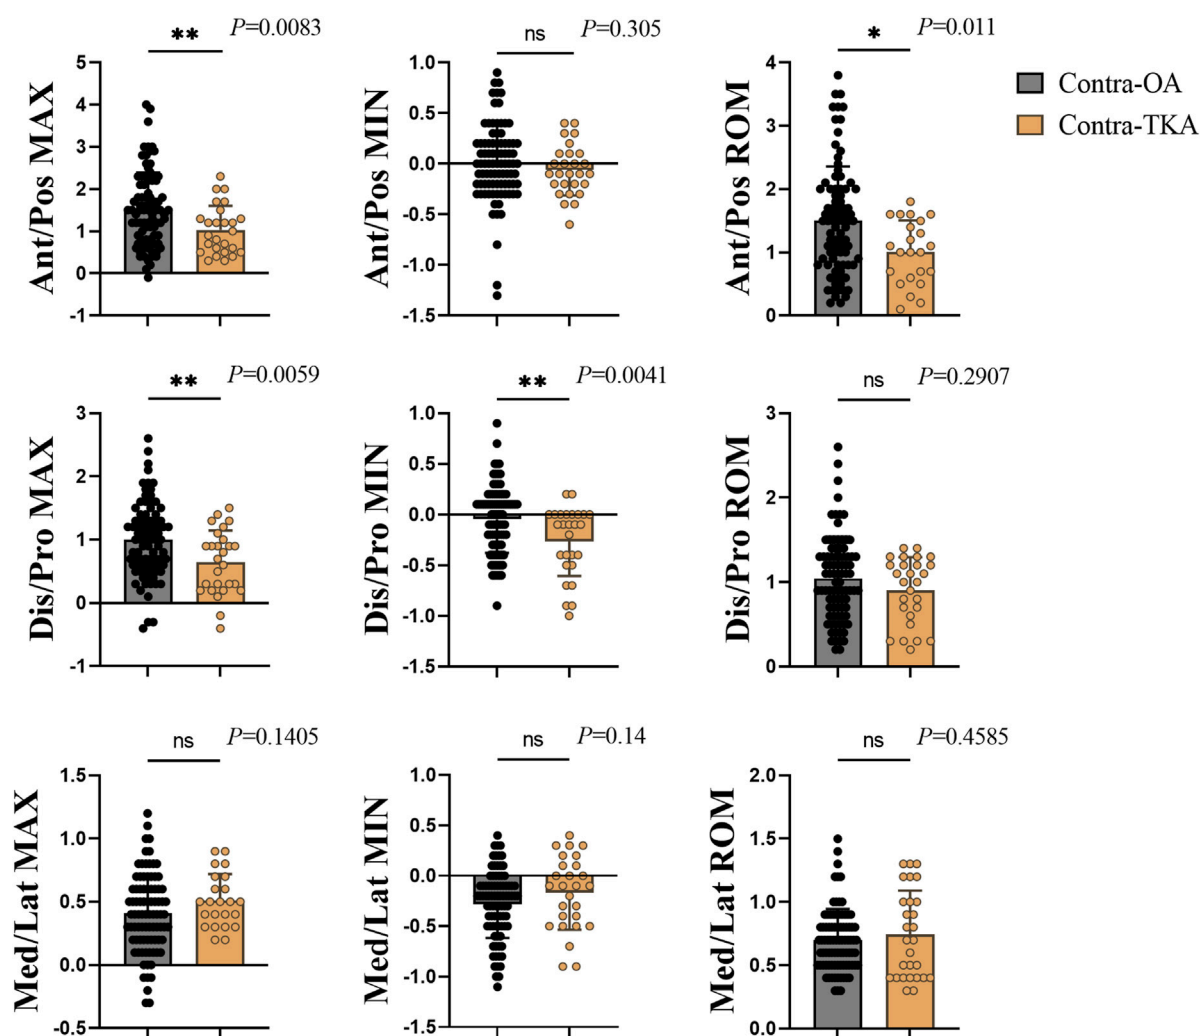 ** P=0.0083
Ant/Pos MAX
5
4
3
2
1
0
-1
ns P=0.305
Ant/Pos MIN
1.0
0.5
0.0
-0.5
-1.0
-1.5
* P=0.011
Ant/Pos ROM
4
3
2
1
0
Contra-OA
Contra-TKA
** P=0.0059
Dis/Pro MAX
3
2
1
0
-1
** P=0.0041
Dis/Pro MIN
1.0
0.5
0.0
-0.5
-1.0
-1.5
ns P=0.2907
Dis/Pro ROM
3
2
1
0
ns P=0.1405
Med/Lat MAX
1.5
1.0
0.5
0.0
-0.5
ns P=0.14
Med/Lat MIN
1.0
0.5
0.0
-0.5
-1.0
-1.5
ns P=0.4585
Med/Lat ROM
2.0
1.5
1.0
0.5
0.0